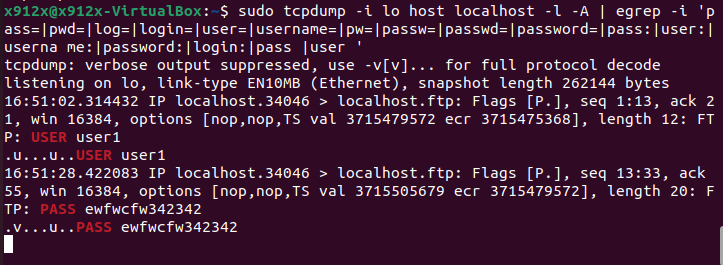 x912x@x912x-VirtualBox:~$ sudo tcpdump -i lo host localhost -l -A | egrep -i 'p
ass=|pwd=|log=|login=|user=|username=|pw=|passw=|passwd=|password=|pass:|user:|
userna me:|password:|login:|pass |user '
tcpdump: verbose output suppressed, use -v[v]... for full protocol decode
listening on lo, link-type EN10MB (Ethernet), snapshot length 262144 bytes
16:51:02.314432 IP localhost.34046 > localhost.ftp: Flags [P.], seq 1:13, ack 2
1, win 16384, options [nop,nop,TS val 3715479572 ecr 3715475368], length 12: FT
P: USER user1
.u...u..USER user1
16:51:28.422083 IP localhost.34046 > localhost.ftp: Flags [P.], seq 13:33, ack
55, win 16384, options [nop,nop,TS val 3715505679 ecr 3715479572], length 20: F
TP: PASS ewfwcfw342342
.v...u..PASS ewfwcfw342342